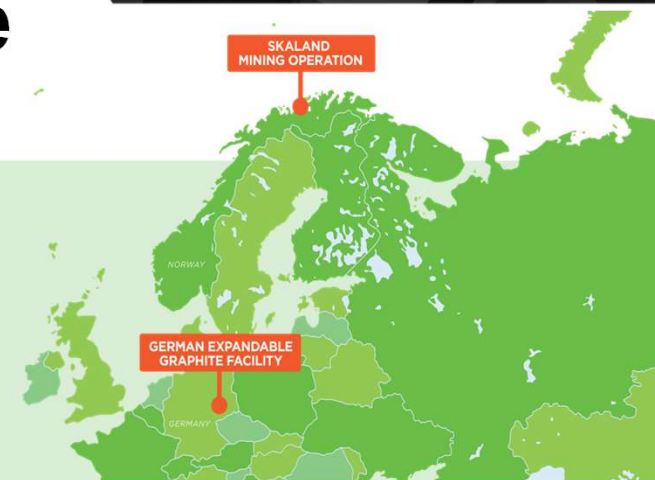 e
SKALAND
MINING OPERATION
NORWAY
GERMAN EXPANDABLE
GRAPHITE FACILITY
GERMANY